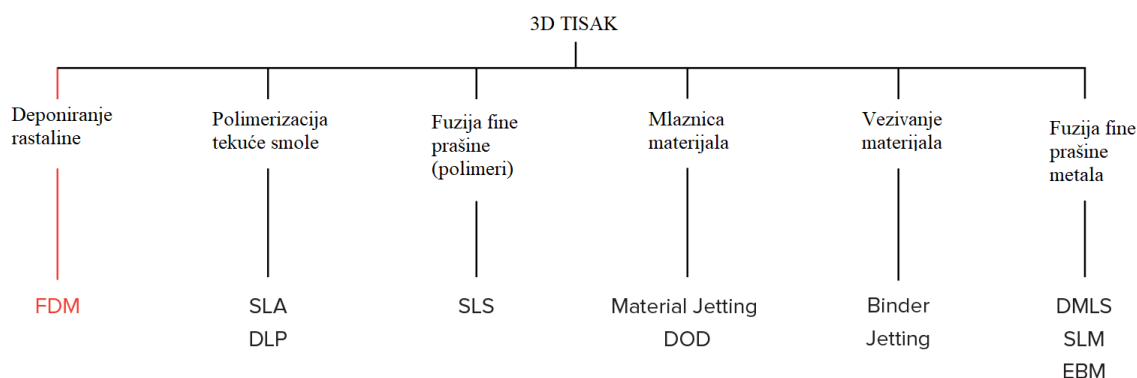 3D TISAK
Deponiranje
rastaline
Polimerizacija
tekuće smole
Fuzija fine
prašine
(polimeri)
Mlaznica
materijala
Vezivanje
materijala
Fuzija fine
prašine
metala
FDM
SLA
DLP
SLS
Material Jetting
DOD
Binder
Jetting
DMLS
SLM
EBM